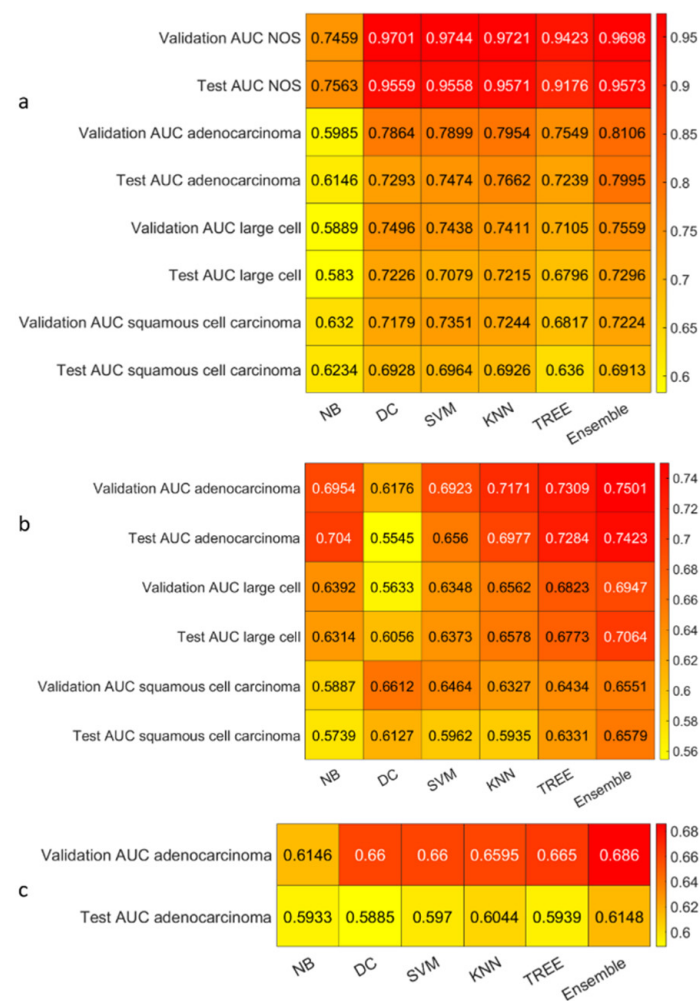 a
Validation AUC NOS 0.7459 0.9701 0.9744 0.9721 0.9423 0.9698
Test AUC NOS 0.7563 0.9559 0.9558 0.9571 0.9176 0.9573
Validation AUC adenocarcinoma 0.5985 0.7864 0.7899 0.7954 0.7549 0.8106
Test AUC adenocarcinoma 0.6146 0.7293 0.7474 0.7662 0.7239 0.7995
Validation AUC large cell 0.5889 0.7496 0.7438 0.7411 0.7105 0.7559
Test AUC large cell 0.583 0.7226 0.7079 0.7215 0.6796 0.7296
Validation AUC squamous cell carcinoma 0.632 0.7179 0.7351 0.7244 0.6817 0.7224
Test AUC squamous cell carcinoma 0.6234 0.6928 0.6964 0.6926 0.636 0.6913
NB DC SVM KNN TREE Ensemble
0.95
0.9
0.85
0.8
0.75
0.7
0.65
0.6
b
Validation AUC adenocarcinoma 0.6954 0.6176 0.6923 0.7171 0.7309 0.7501
Test AUC adenocarcinoma 0.704 0.5545 0.656 0.6977 0.7284 0.7423
Validation AUC large cell 0.6392 0.5633 0.6348 0.6562 0.6823 0.6947
Test AUC large cell 0.6314 0.6056 0.6373 0.6578 0.6773 0.7064
Validation AUC squamous cell carcinoma 0.5887 0.6612 0.6464 0.6327 0.6434 0.6551
Test AUC squamous cell carcinoma 0.5739 0.6127 0.5962 0.5935 0.6331 0.6579
NB DC SVM KNN TREE Ensemble
0.74
0.72
0.7
0.68
0.66
0.64
0.62
0.6
0.58
0.56
c
Validation AUC adenocarcinoma 0.6146 0.66 0.66 0.6595 0.665 0.686
Test AUC adenocarcinoma 0.5933 0.5885 0.597 0.6044 0.5939 0.6148
NB DC SVM KNN TREE Ensemble
0.68
0.66
0.64
0.62
0.6